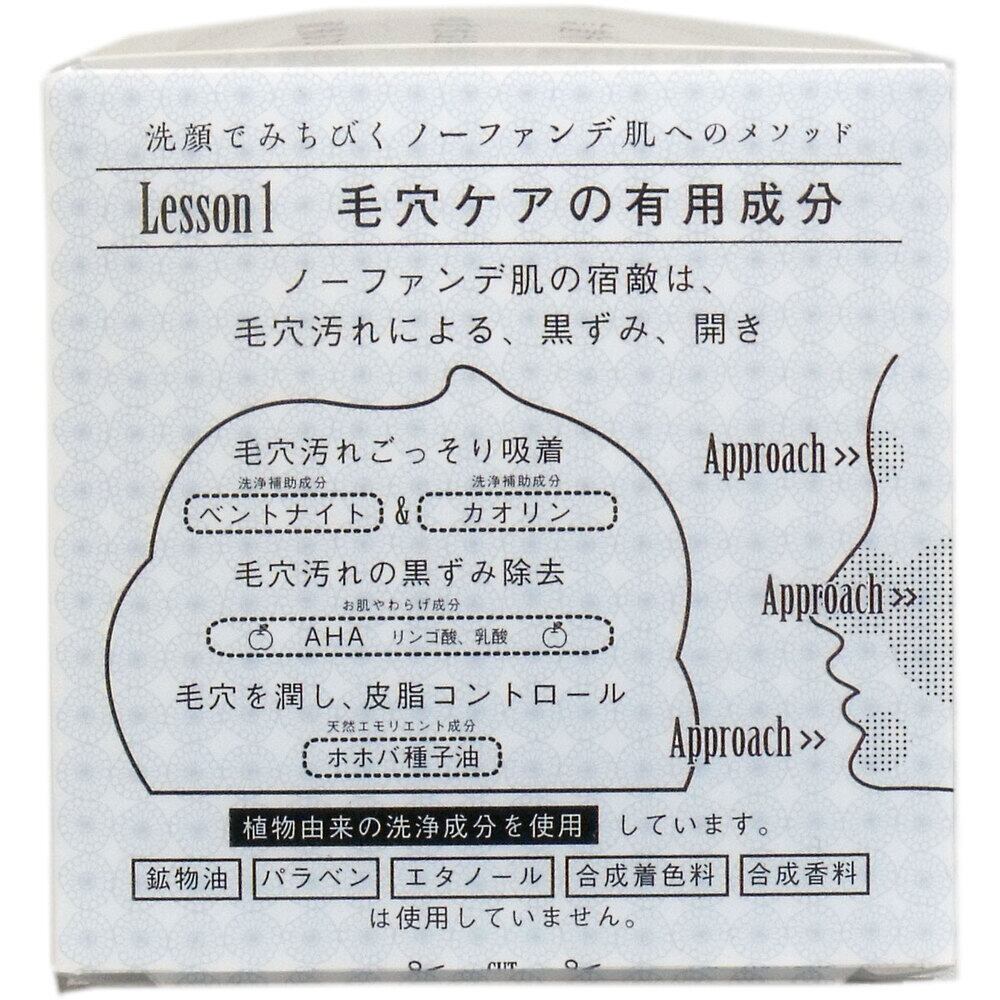 洗顔でみちびくノーファンデ肌へのメソッド
Lesson 1 毛穴ケアの有用成分
ノーファンデ肌の宿敵は、
毛穴汚れによる、黒ずみ、開き
毛穴汚れごっそり吸着
洗浄補助成分 洗浄補助成分
ベントナイト & カオリン
毛穴汚れの黒ずみ除去
お肌やわらげ成分
AHA リンゴ酸、乳酸
毛穴を潤し、皮脂コントロール
天然エモリエント成分
ホホバ種子油
Approach >>
Approach >>
Approach >>
植物由来の洗浄成分を使用 しています。
鉱物油 パラベン エタノール 合成着色料 合成香料
は使用していません。
CUT